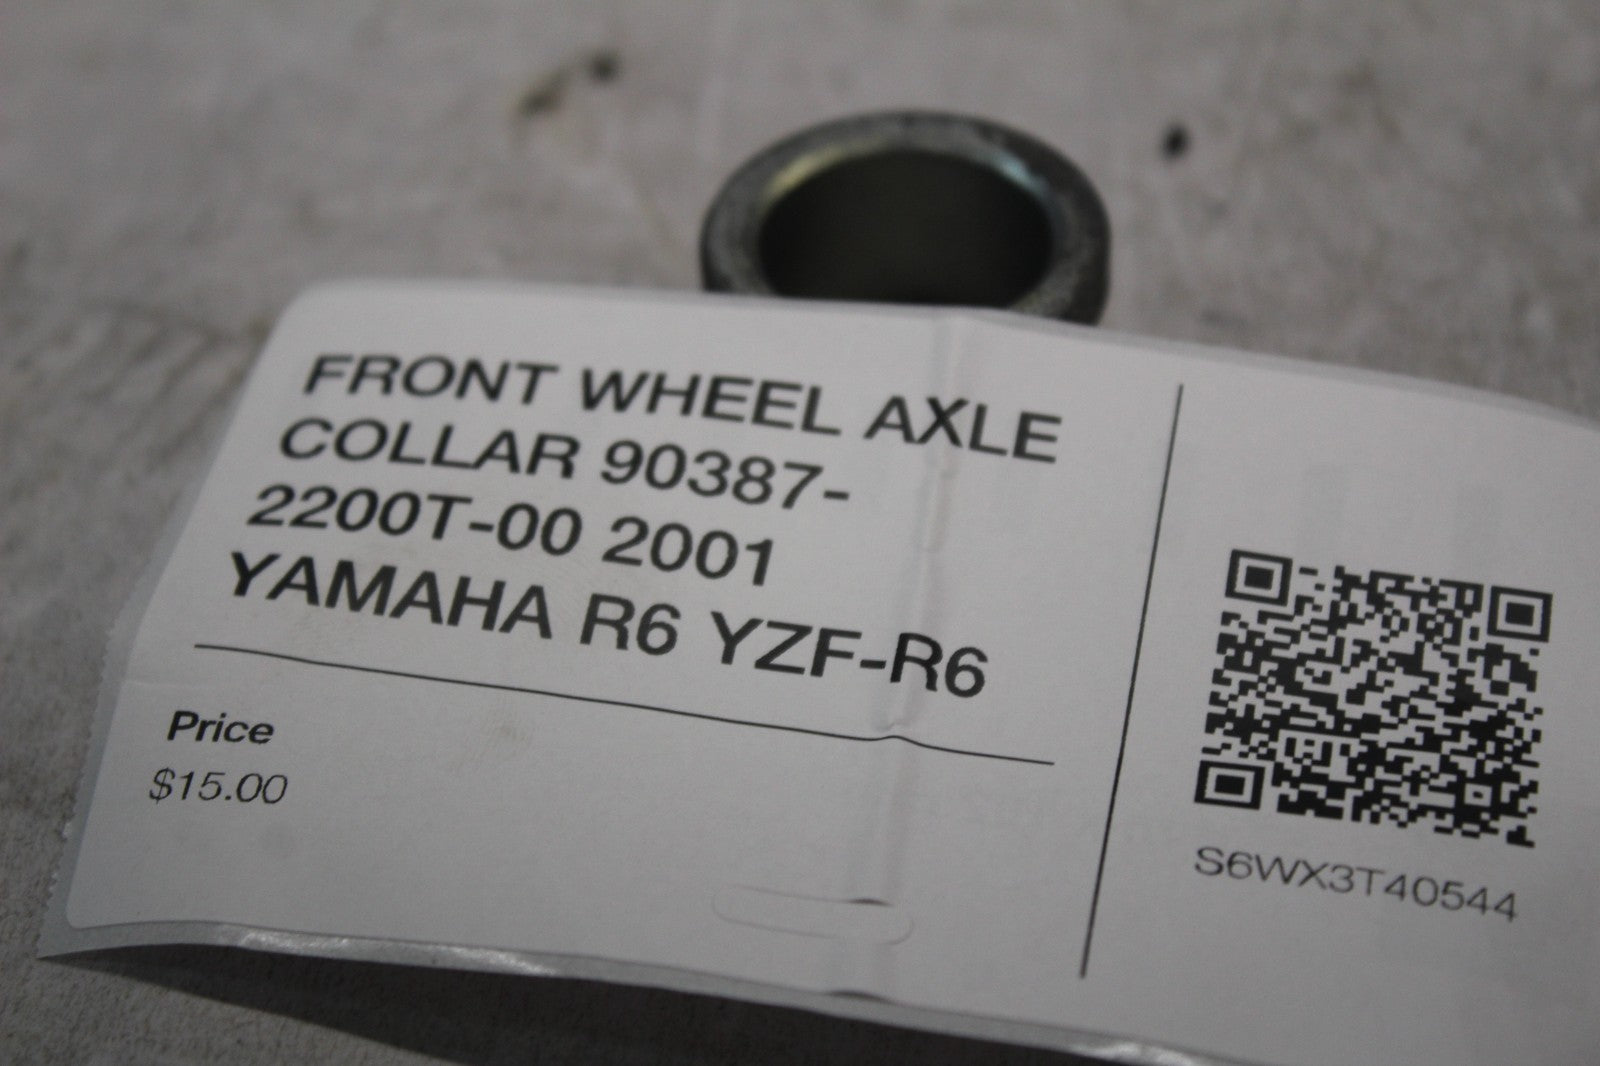 FRONT WHEEL AXLE
COLLAR 90387-
2200T-00 2001
YAMAHA R6 YZF-R6
Price
$15.00
S6WX3T40544